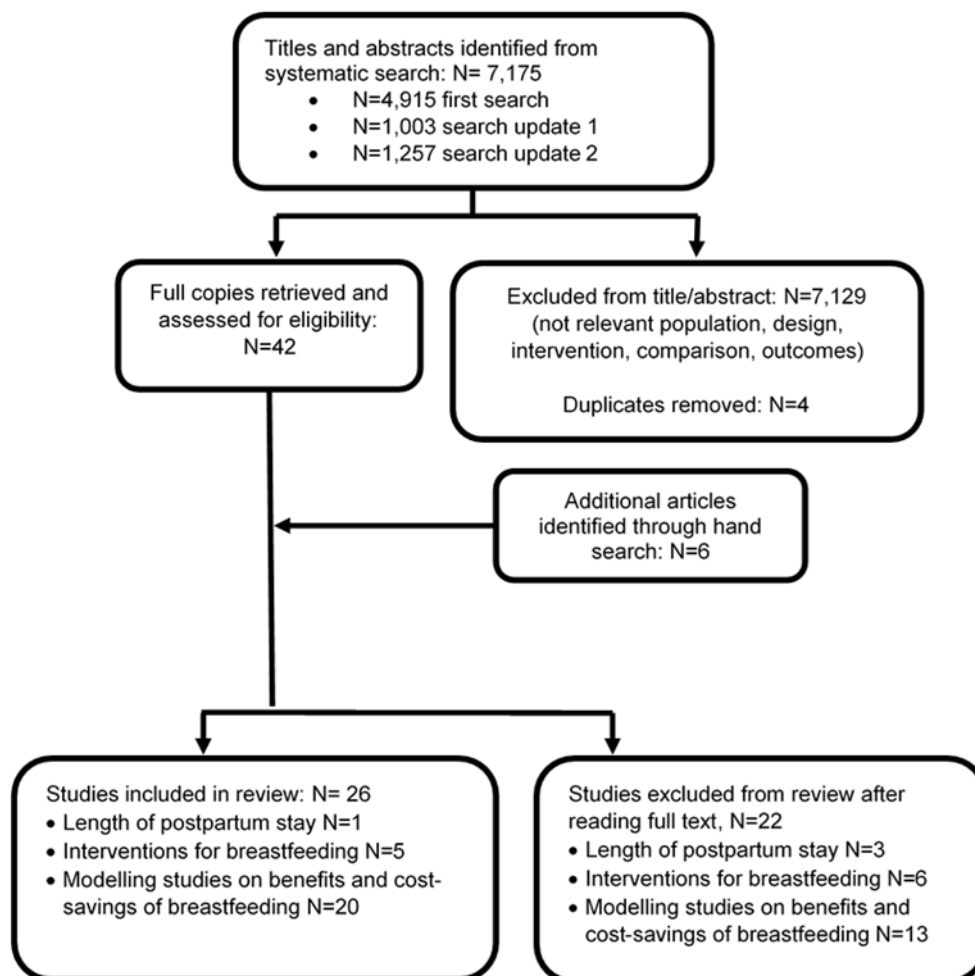 Titles and abstracts identified from
systematic search: N= 7,175
• N=4,915 first search
• N=1,003 search update 1
• N=1,257 search update 2
Full copies retrieved and
assessed for eligibility:
N=42
Excluded from title/abstract: N=7,129
(not relevant population, design,
intervention, comparison, outcomes)
Duplicates removed: N=4
Additional articles
identified through hand
search: N=6
Studies included in review: N= 26
• Length of postpartum stay N=1
• Interventions for breastfeeding N=5
• Modelling studies on benefits and cost-
savings of breastfeeding N=20
Studies excluded from review after
reading full text, N=22
• Length of postpartum stay N=3
• Interventions for breastfeeding N=6
• Modelling studies on benefits and
cost-savings of breastfeeding N=13